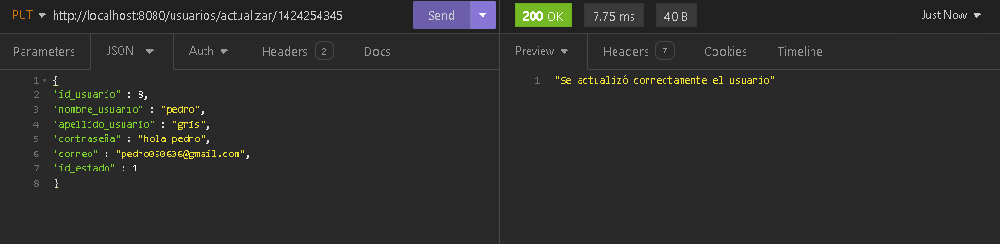 PUT http://localhost:8080/usuarios/actualizar/1424254345 Send 200 OK 7.75 ms 40 B Just Now
Parameters JSON Auth Headers 2 Docs Preview Headers 7 Cookies Timeline
1 {
2 "id_usuario" : 8,
3 "nombre_usuario" : "pedro",
4 "apellido_usuario" : "gris",
5 "contraseña" : "hola pedro",
6 "correo" : "pedro050606@gmail.com",
7 "id_estado" : 1
8 }
1 "Se actualizó correctamente el usuario"